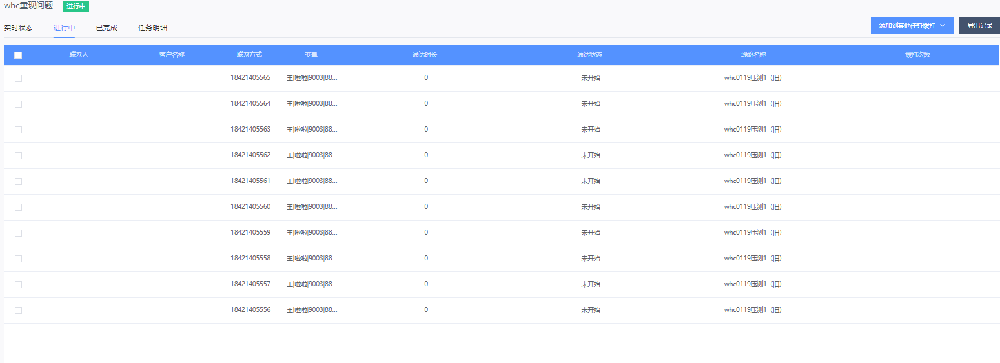 whc重现问题 进行中
实时状态 进行中 已完成 任务明细 添加到其他任务拨打 导出记录
联系人 客户名称 联系方式 变量 通话时长 通话状态 线路名称 拨打次数
18421405565 王|啦啦|9003|88... 0 未开始 whc0119压测1（旧）
18421405564 王|啦啦|9003|88... 0 未开始 whc0119压测1（旧）
18421405563 王|啦啦|9003|88... 0 未开始 whc0119压测1（旧）
18421405562 王|啦啦|9003|88... 0 未开始 whc0119压测1（旧）
18421405561 王|啦啦|9003|88... 0 未开始 whc0119压测1（旧）
18421405560 王|啦啦|9003|88... 0 未开始 whc0119压测1（旧）
18421405559 王|啦啦|9003|88... 0 未开始 whc0119压测1（旧）
18421405558 王|啦啦|9003|88... 0 未开始 whc0119压测1（旧）
18421405557 王|啦啦|9003|88... 0 未开始 whc0119压测1（旧）
18421405556 王|啦啦|9003|88... 0 未开始 whc0119压测1（旧）